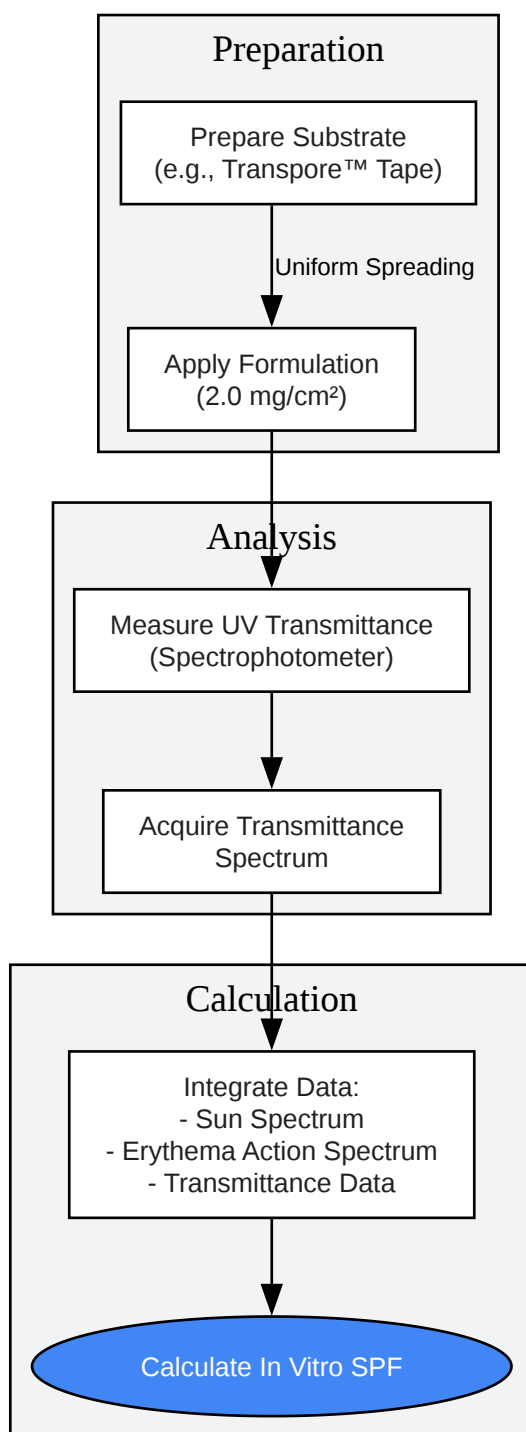 Preparation
Prepare Substrate
(e.g., Transpore™ Tape)
Uniform Spreading
Apply Formulation
(2.0 mg/cm²)
Analysis
Measure UV Transmittance
(Spectrophotometer)
Acquire Transmittance
Spectrum
Calculation
Integrate Data:
- Sun Spectrum
- Erythema Action Spectrum
- Transmittance Data
Calculate In Vitro SPF